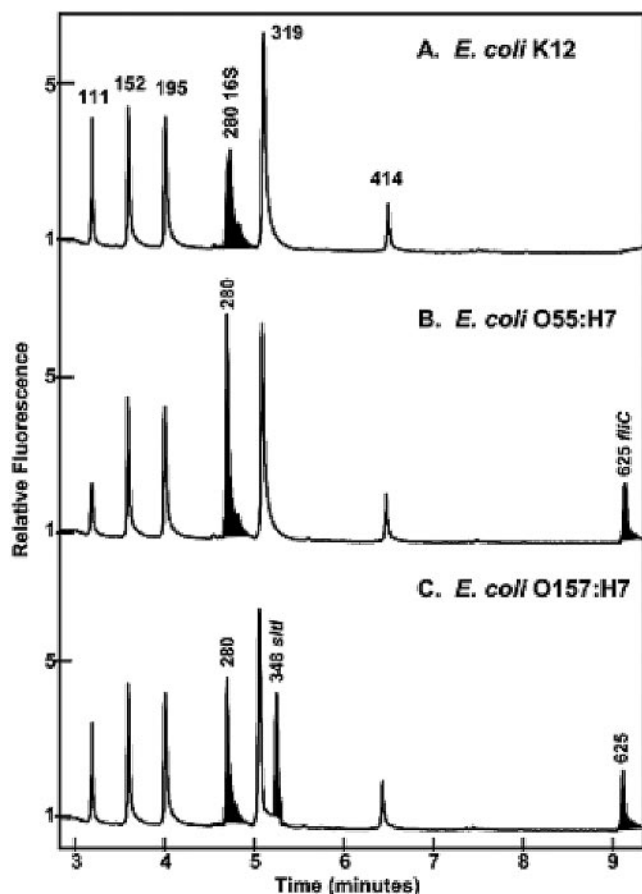 319
A. E. coli K12
5
111 152 195
280 16S
414
1
280
B. E. coli O55:H7
5
625 fliC
1
C. E. coli O157:H7
280
348 sltI
5
625
1
3 4 5 6 7 8 9
Time (minutes)
Relative Fluorescence